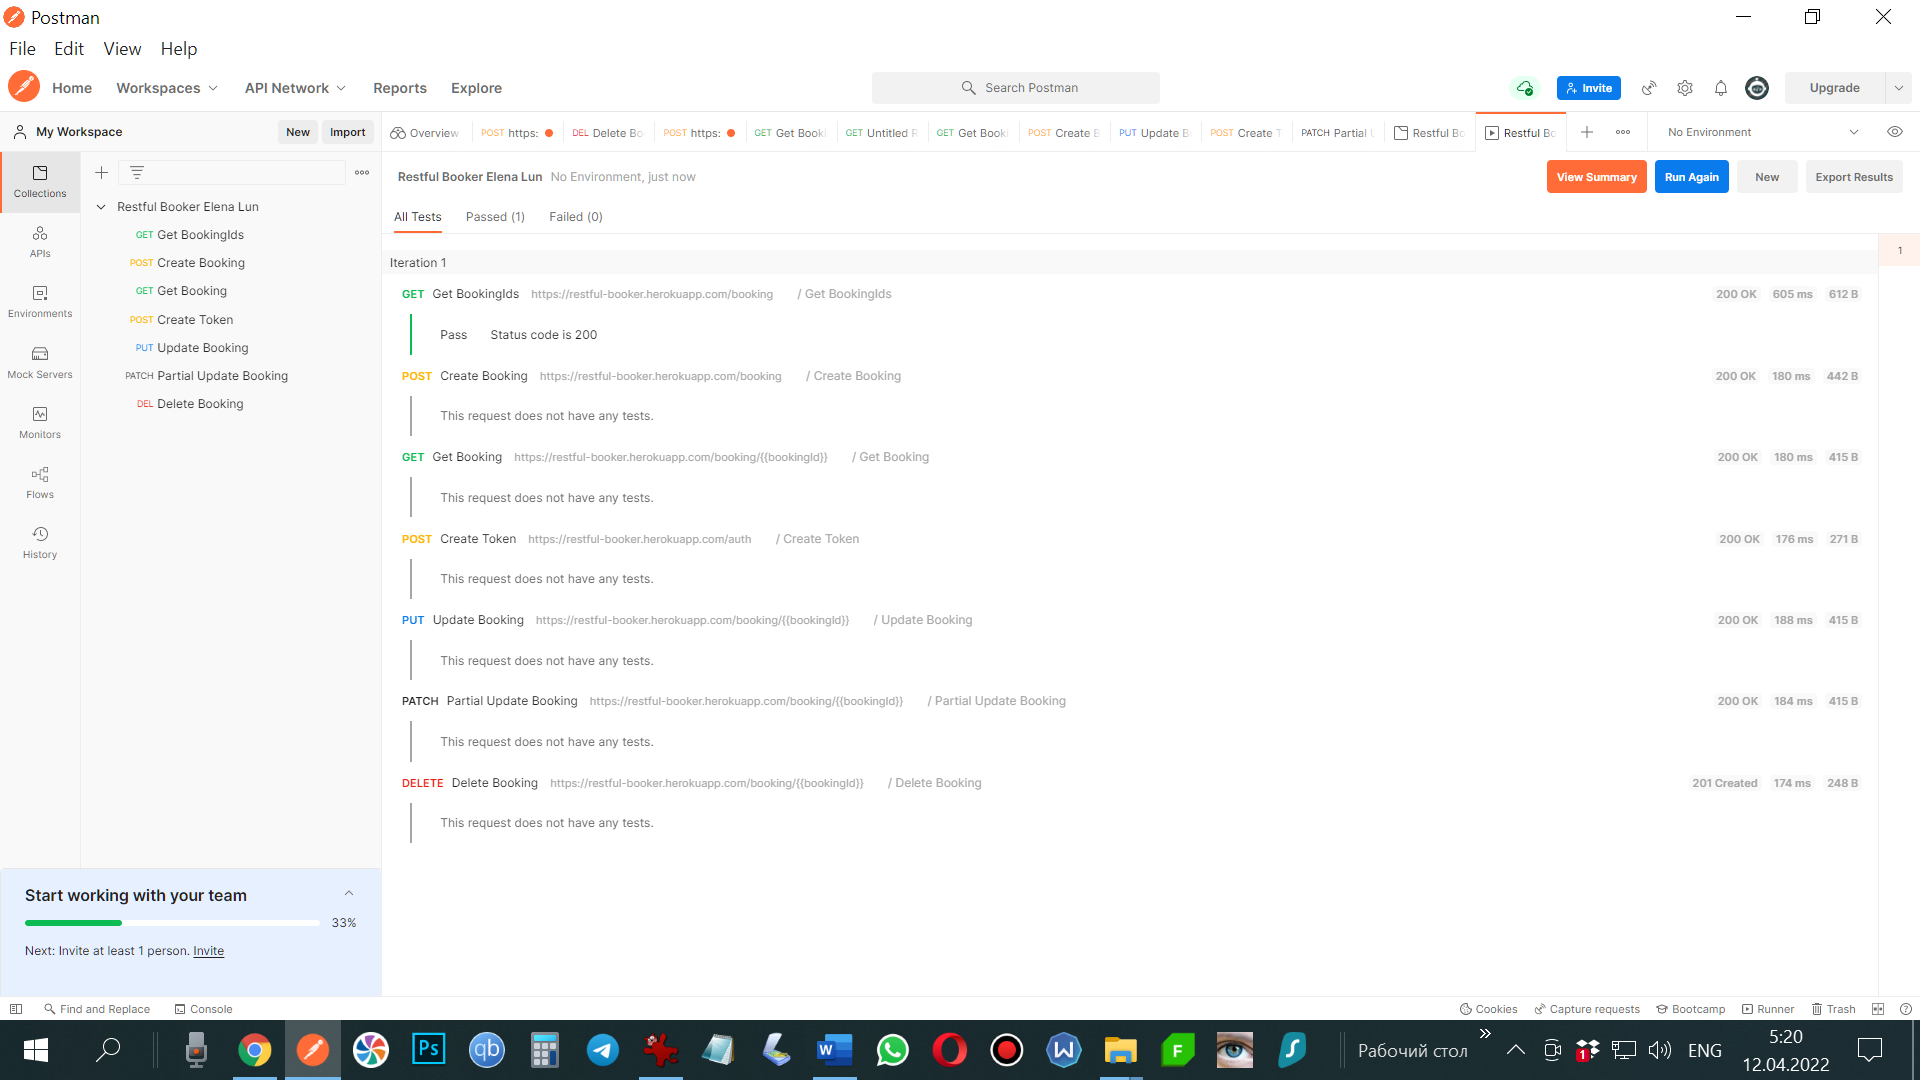 Postman
File Edit View Help
Home Workspaces API Network Reports Explore Search Postman Invite Upgrade
My Workspace New Import Overview POST https: DEL Delete Bo POST https: GET Get Booki GET Untitled R GET Get Booki POST Create B PUT Update B POST Create T PATCH Partial Restful Bo Restful Bo No Environment
Restful Booker Elena Lun No Environment, just now View Summary Run Again New Export Results
All Tests Passed (1) Failed (0)
Collections
APIs
Environments
Mock Servers
Monitors
Flows
History
Restful Booker Elena Lun
GET Get BookingIds
POST Create Booking
GET Get Booking
POST Create Token
PUT Update Booking
PATCH Partial Update Booking
DEL Delete Booking
Iteration 1
1
GET Get BookingIds https://restful-booker.herokuapp.com/booking / Get BookingIds 200 OK 605 ms 612 B
Pass Status code is 200
POST Create Booking https://restful-booker.herokuapp.com/booking / Create Booking 200 OK 180 ms 442 B
This request does not have any tests.
GET Get Booking https://restful-booker.herokuapp.com/booking/{{bookingId}} / Get Booking 200 OK 180 ms 415 B
This request does not have any tests.
POST Create Token https://restful-booker.herokuapp.com/auth / Create Token 200 OK 176 ms 271 B
This request does not have any tests.
PUT Update Booking https://restful-booker.herokuapp.com/booking/{{bookingId}} / Update Booking 200 OK 188 ms 415 B
This request does not have any tests.
PATCH Partial Update Booking https://restful-booker.herokuapp.com/booking/{{bookingId}} / Partial Update Booking 200 OK 184 ms 415 B
This request does not have any tests.
DELETE Delete Booking https://restful-booker.herokuapp.com/booking/{{bookingId}} / Delete Booking 201 Created 174 ms 248 B
This request does not have any tests.
Start working with your team
33%
Next: Invite at least 1 person. Invite
Find and Replace Console Cookies Capture requests Bootcamp Runner Trash
Ps qb W W F Рабочий стол 1 ENG 5:20
12.04.2022